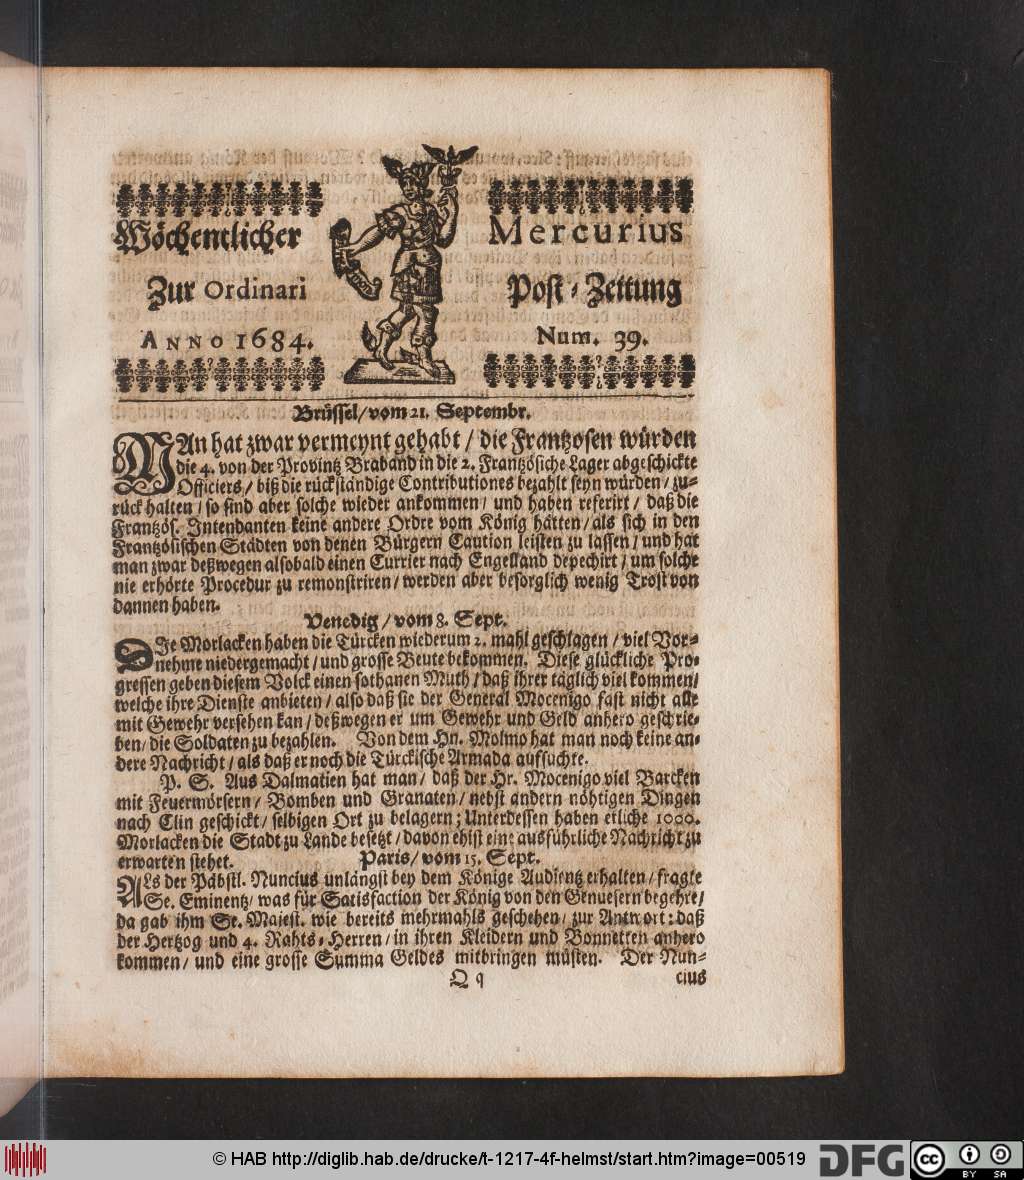 Wöchentlicher Mercurius
Zur Ordinari Post-Zeitung
ANNO 1684. Num. 39.
Brüssel/vom 21. Septembr.
MAn hat zwar vermeynt gehabt / die Frantzosen würden
die 4. von der Provintz Braband in die 2. Frantzösiche Lager abgeschickte
Officiers / biß die rückständige Contributiones bezahlt seyn würden / zu-
rück halten / so sind aber solche wieder ankommen / und haben referirt / daß die
Frantzös. Intendanten keine andere Ordre vom König hätten / als sich in den
Frantzösischen Städten von denen Bürgern Caution leisten zu lassen / und hat
man zwar deßwegen alsobald einen Currier nach Engelland depechirt / um solche
nie erhörte Procedur zu remonstriren / werden aber besorglich wenig Trost von
dannen haben.
Venedig / vom 8. Sept.
DIe Morlacken haben die Türcken wiederum 2. mahl geschlagen / viel Vor-
nehme niedergemacht / und grosse Beute bekommen. Diese glückliche Pro-
gressen geben diesem Volck einen sothanen Muth / daß ihrer täglich viel kommen /
welche ihre Dienste anbieten / also daß sie der General Mocenigo fast nicht alle
mit Gewehr versehen kan / deßwegen er um Gewehr und Geld anhero geschrie-
ben / die Soldaten zu bezahlen. Von dem Hn. Molmo hat man noch keine an-
dere Nachricht / als daß er noch die Türckische Armada auffsuchte.
P. S. Aus Dalmatien hat man / daß der Hr. Mocenigo viel Barcken
mit Feuermörsern / Bomben und Granaten / nebst andern nöhtigen Dingen
nach Clin geschickt / selbigen Ort zu belagern; Unterdessen haben etliche 1000.
Morlacken die Stadt zu Lande besetzt / davon ehist eine ausführliche Nachricht zu
erwarten stehet. Paris / vom 15. Sept.
ALs der Päbstl. Nuncius unlängst bey dem Könige Audientz erhalten / fragte
Se. Eminentz / was für Satisfaction der König von den Genuesern begehre /
da gab ihm Se. Majest. wie bereits mehrmahls geschehen / zur Antwort: daß
der Hertzog und 4. Rahts-Herren / in ihren Kleidern und Bonnetten anhero
kommen / und eine grosse Summa Geldes mitbringen müsten. Der Nun-
Q q cius
© HAB http://diglib.hab.de/drucke/t-1217-4f-helmst/start.htm?image=00519
DFG
cc BY SA